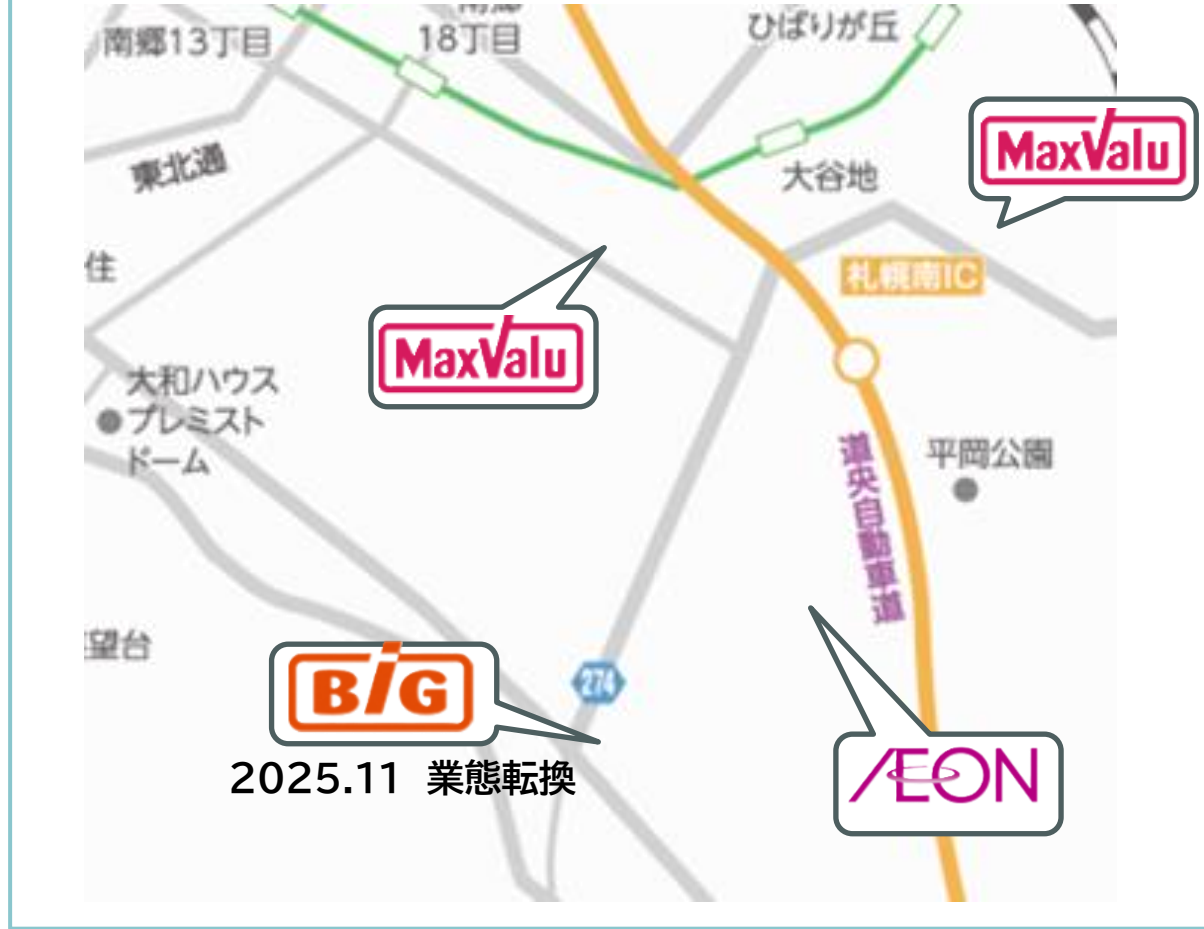 南郷13丁目
18丁目
ひばりが丘
MaxValu
東北通
大谷地
住
札幌南IC
MaxValu
大和ハウス
プレミスト
ドーム
道央自動車道
平岡公園
望台
BiG
274
2025.11 業態転換
ÆON